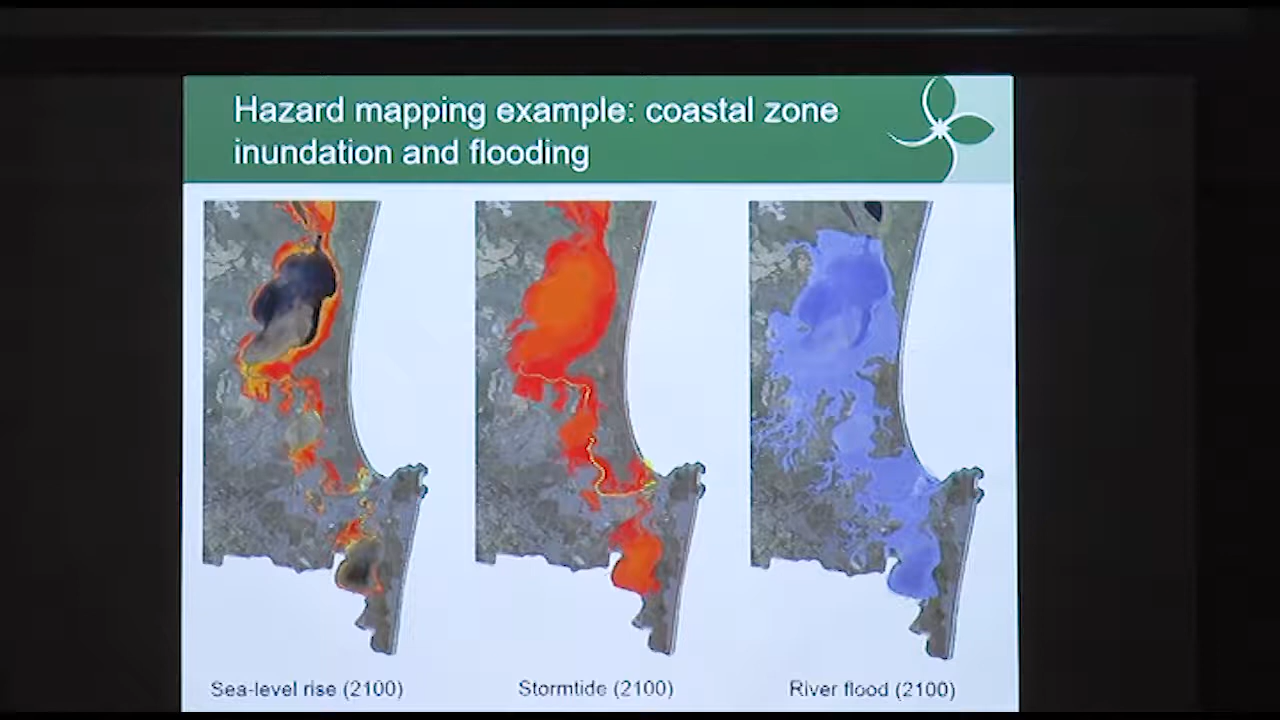 Hazard mapping example: coastal zone
inundation and flooding
Sea-level rise (2100)
Stormtide (2100)
River flood (2100)